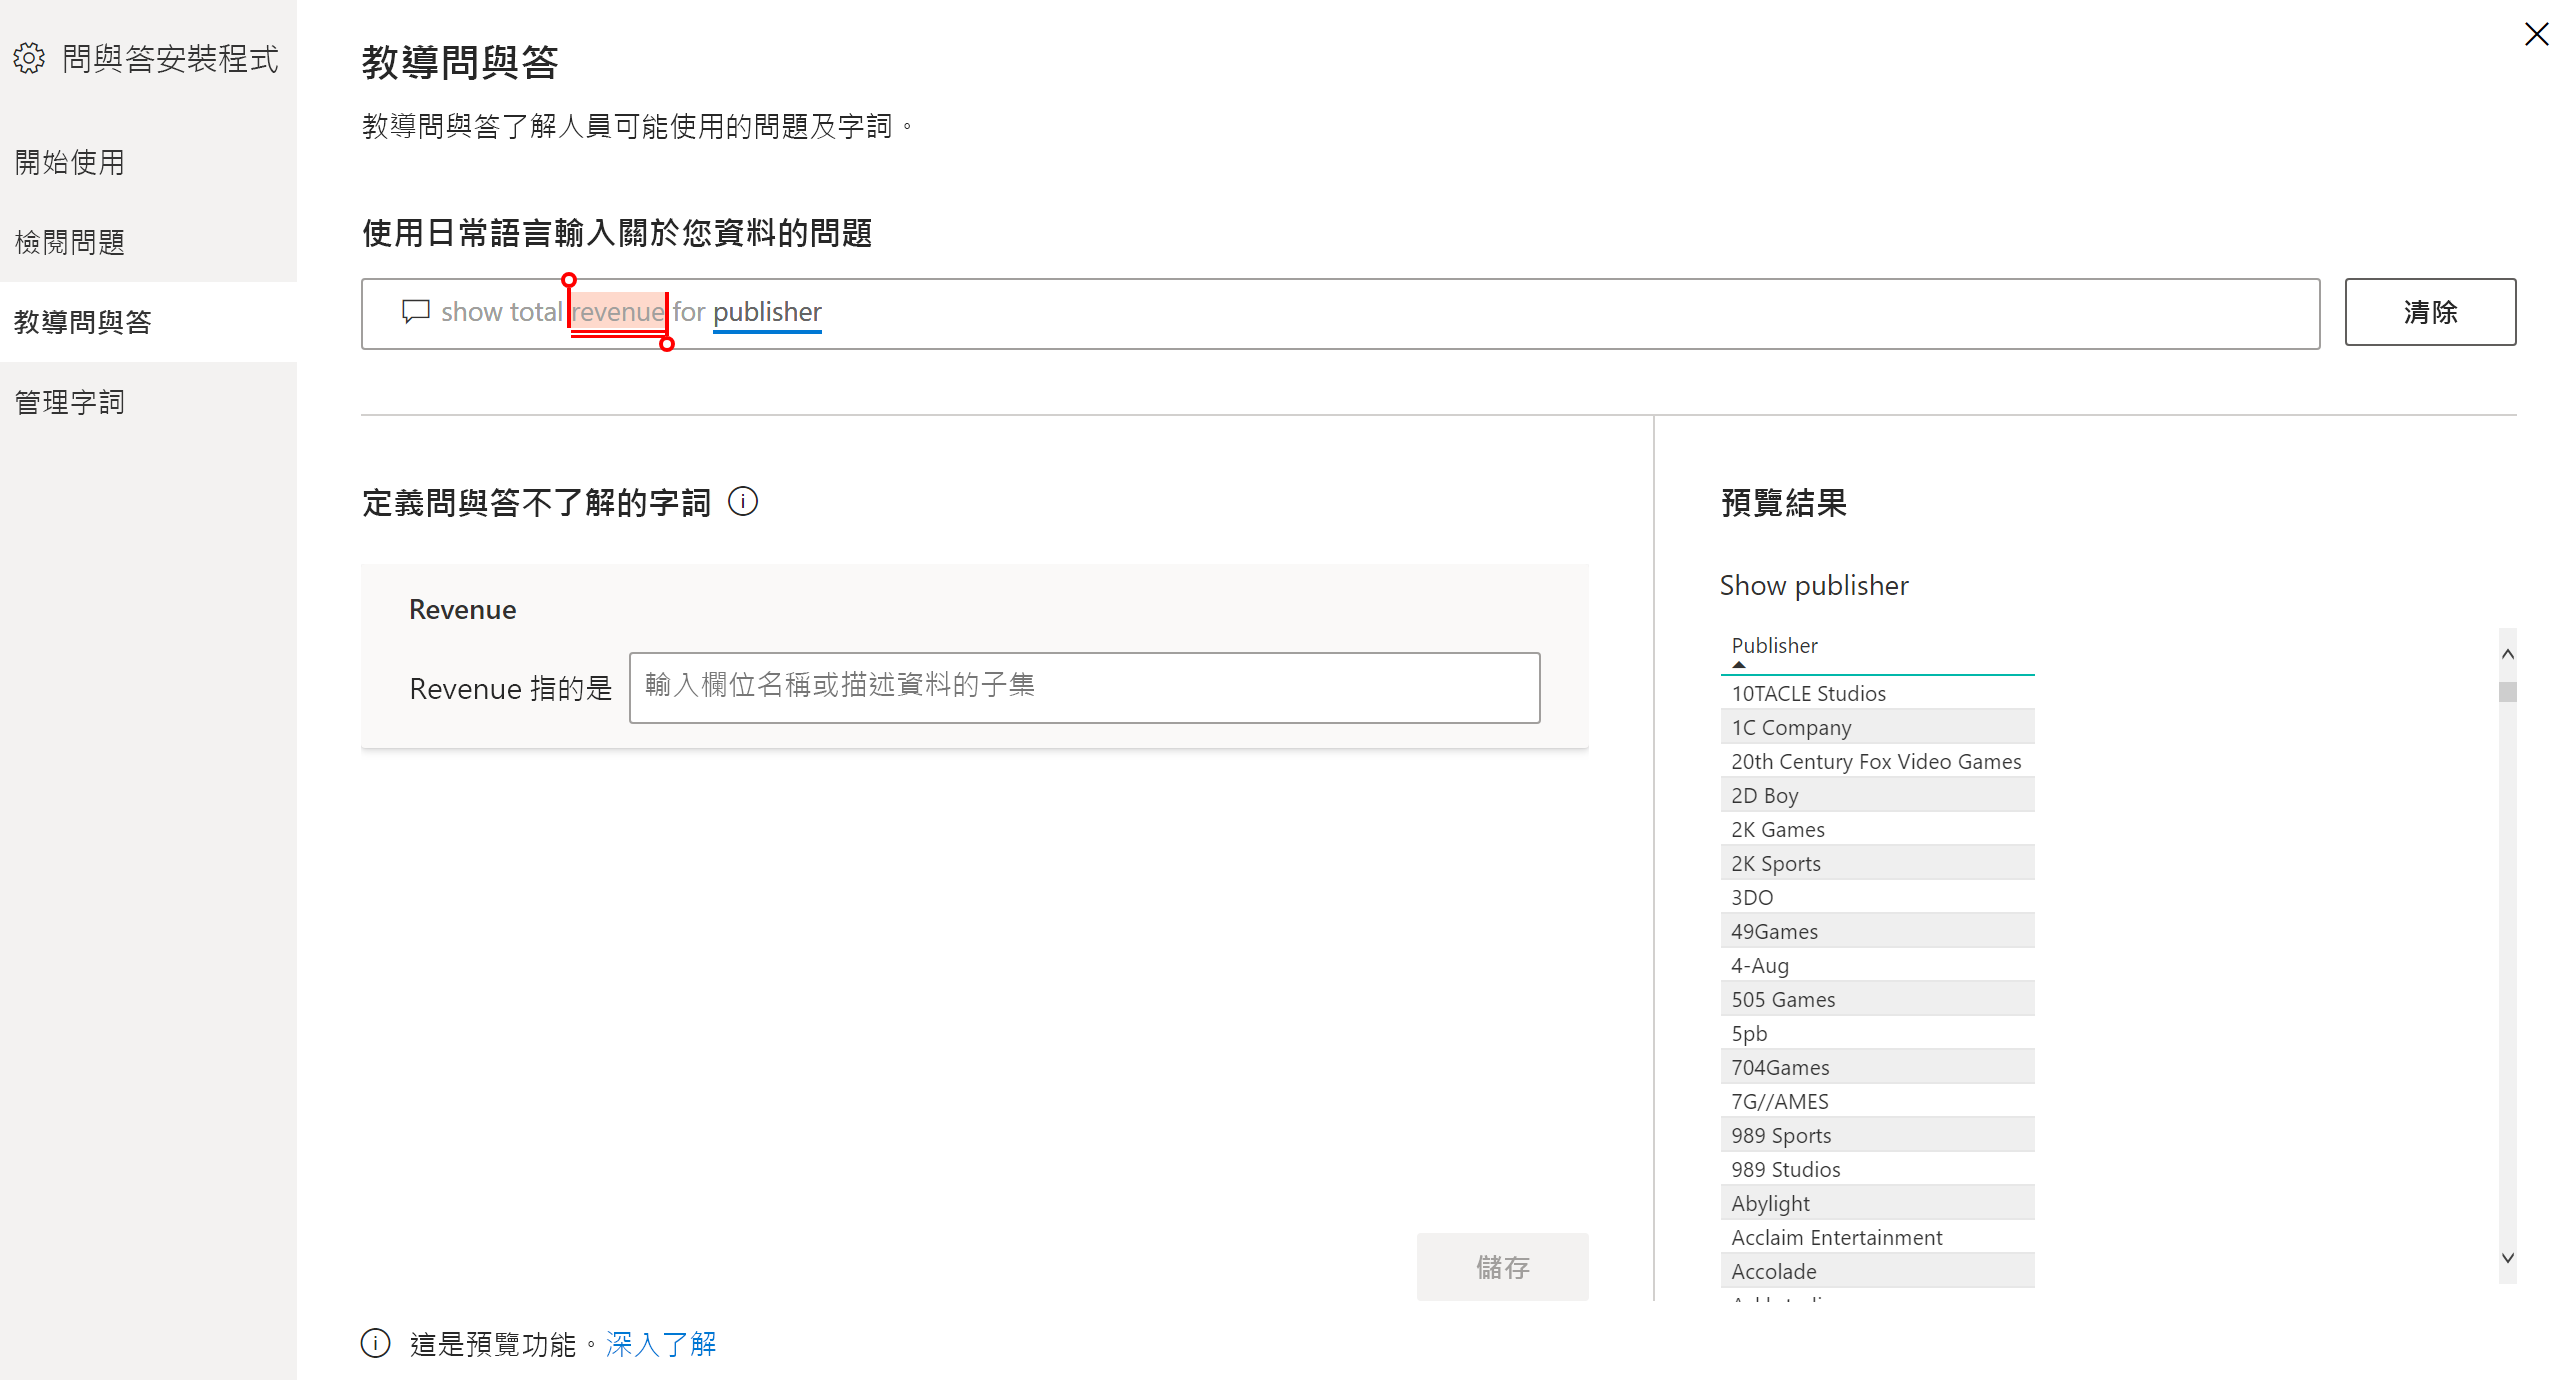 問與答安裝程式
開始使用
檢閱問題
教導問與答
管理字詞
教導問與答
教導問與答了解人員可能使用的問題及字詞。
使用日常語言輸入關於您資料的問題
show total revenue for publisher
清除
定義問與答不了解的字詞
Revenue
Revenue 指的是 輸入欄位名稱或描述資料的子集
儲存
這是預覽功能。深入了解
預覽結果
Show publisher
Publisher
10TACLE Studios
1C Company
20th Century Fox Video Games
2D Boy
2K Games
2K Sports
3DO
49Games
4-Aug
505 Games
5pb
704Games
7G//AMES
989 Sports
989 Studios
Abylight
Acclaim Entertainment
Accolade